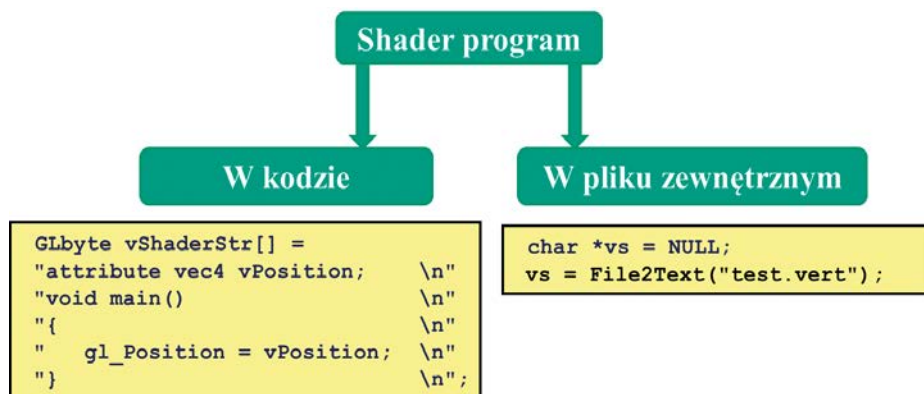 Shader program
W kodzie
W pliku zewnętrznym
GLbyte vShaderStr[] =
"attribute vec4 vPosition;    \n"
"void main()                  \n"
"{                            \n"
"   gl_Position = vPosition;  \n"
"}                            \n";
char *vs = NULL;
vs = File2Text("test.vert");